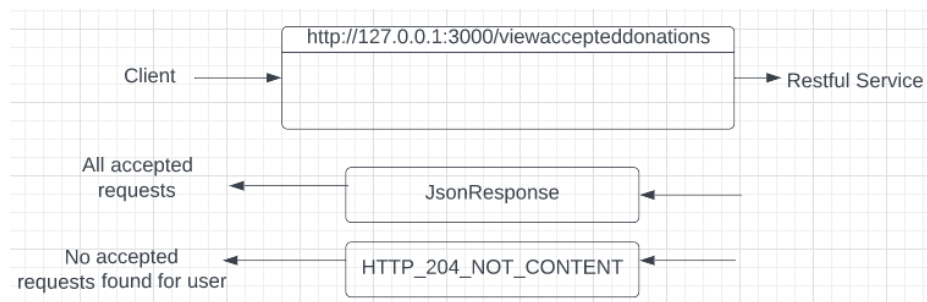 http://127.0.0.1:3000/viewaccepteddonations
Client
Restful Service
All accepted
requests
JsonResponse
No accepted
requests found for user
HTTP_204_NOT_CONTENT